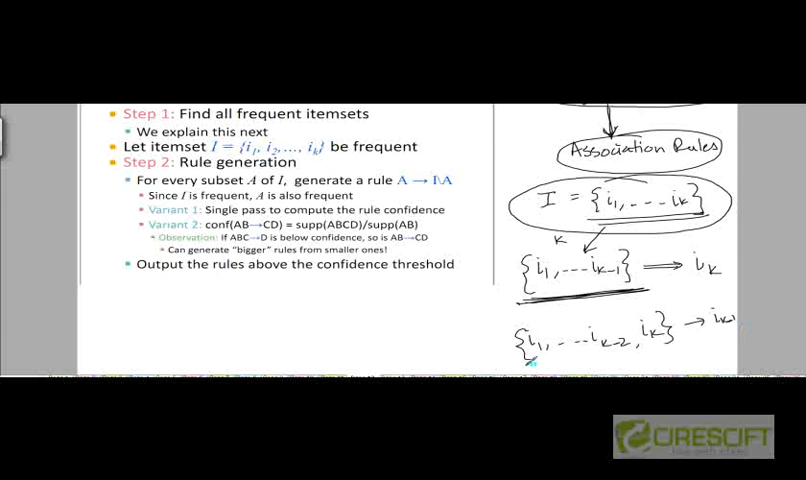 Step 1: Find all frequent itemsets
We explain this next
Let itemset I = {i1, i2,..., ik} be frequent
Step 2: Rule generation
For every subset A of I, generate a rule A → I\A
Since I is frequent, A is also frequent
Variant 1: Single pass to compute the rule confidence
Variant 2: conf(AB→CD) = supp(ABCD)/supp(AB)
Observation: If ABC→D is below confidence, so is AB→CD
Can generate "bigger" rules from smaller ones!
Output the rules above the confidence threshold
Association Rules
I = {i1, ---- ik}
k
{i1, ---- ik-1} ⟹ ik
{i1, -- -- ik-2, ik} → ik-1
CIRESCIFT